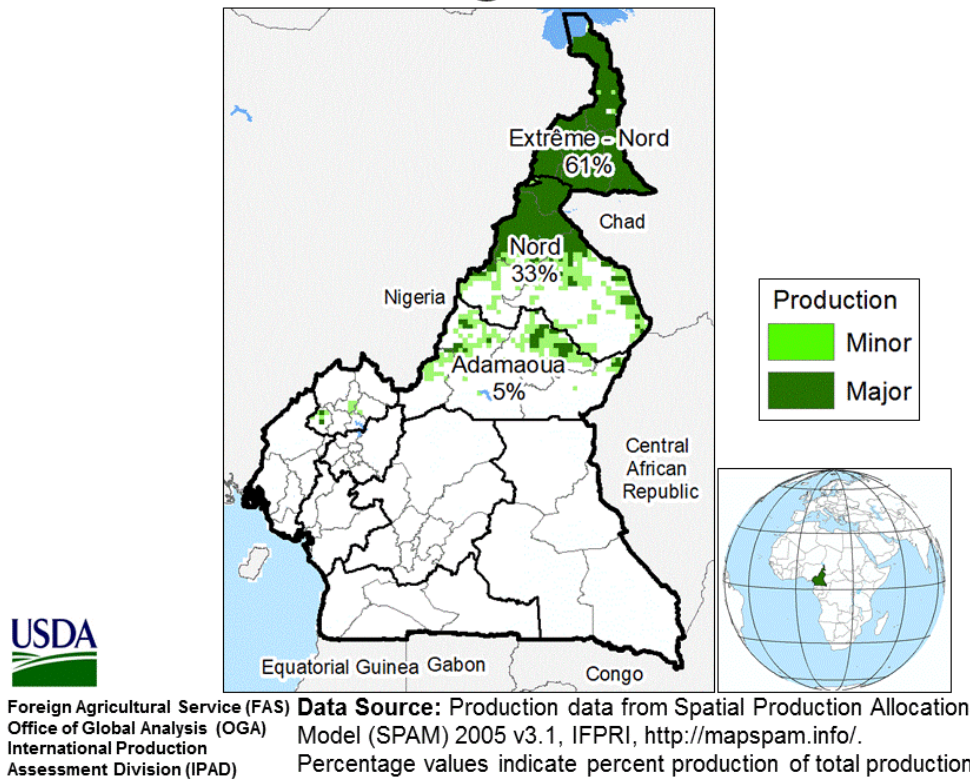 Extrême - Nord
61%
Chad
Nord
33%
Nigeria
Adamaoua
5%
Central
African
Republic
Equatorial Guinea
Gabon
Congo
Production
Minor
Major
USDA
Foreign Agricultural Service (FAS)
Office of Global Analysis (OGA)
International Production
Assessment Division (IPAD)
Data Source: Production data from Spatial Production Allocation
Model (SPAM) 2005 v3.1, IFPRI, http://mapspam.info/.
Percentage values indicate percent production of total production